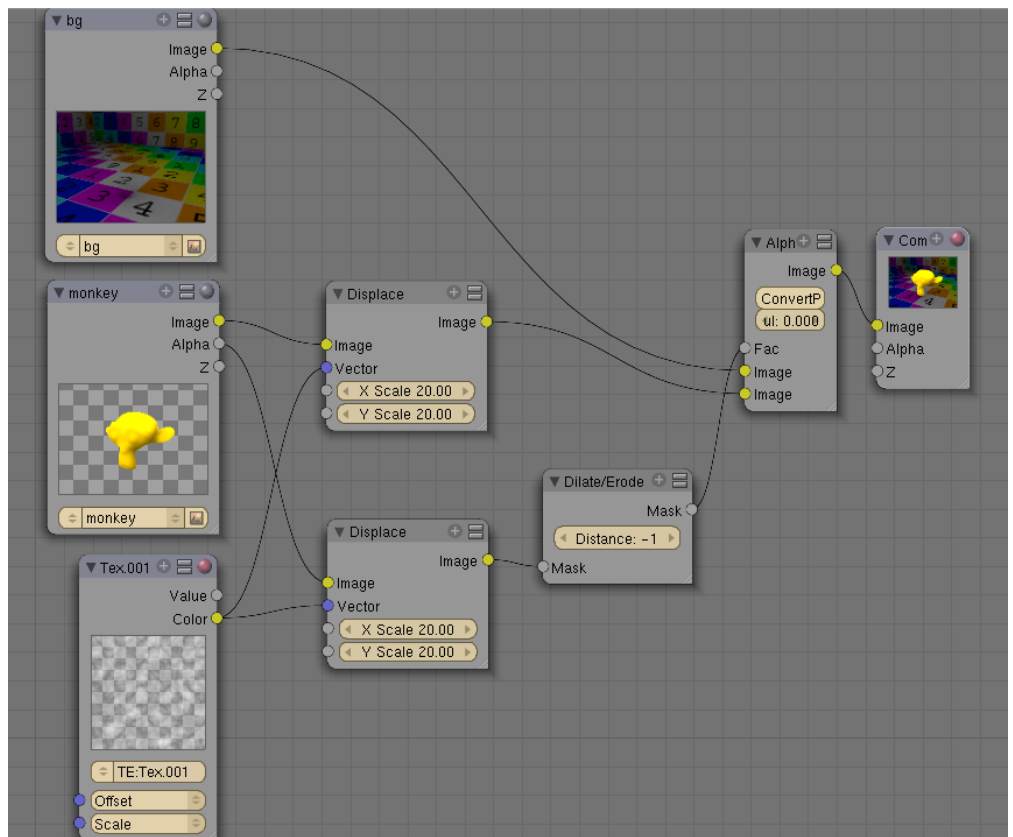 bg
Image
Alpha
Z
bg
monkey
Image
Alpha
Z
monkey
Tex.001
Value
Color
TE:Tex.001
Offset
Scale
Displace
Image
Image
Vector
X Scale 20.00
Y Scale 20.00
Displace
Image
Image
Vector
X Scale 20.00
Y Scale 20.00
Dilate/Erode
Mask
Distance: -1
Mask
Alph
Image
ConvertP
ul: 0.000
Fac
Image
Image
Com
Image
Alpha
Z